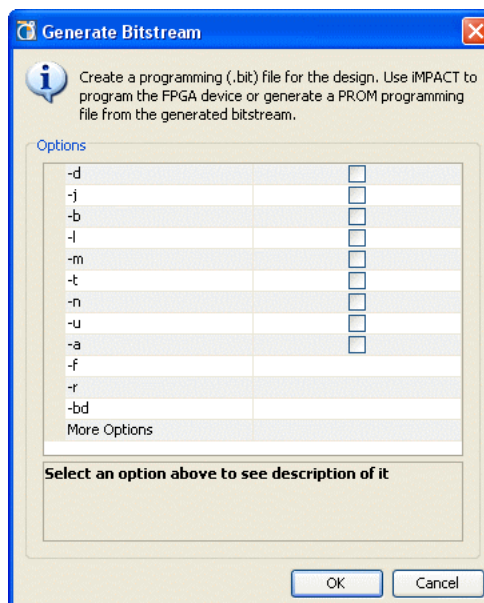 Generate Bitstream
Create a programming (.bit) file for the design. Use iMPACT to
program the FPGA device or generate a PROM programming
file from the generated bitstream.
Options
-d
-j
-b
-l
-m
-t
-n
-u
-a
-f
-r
-bd
More Options
Select an option above to see description of it
OK
Cancel